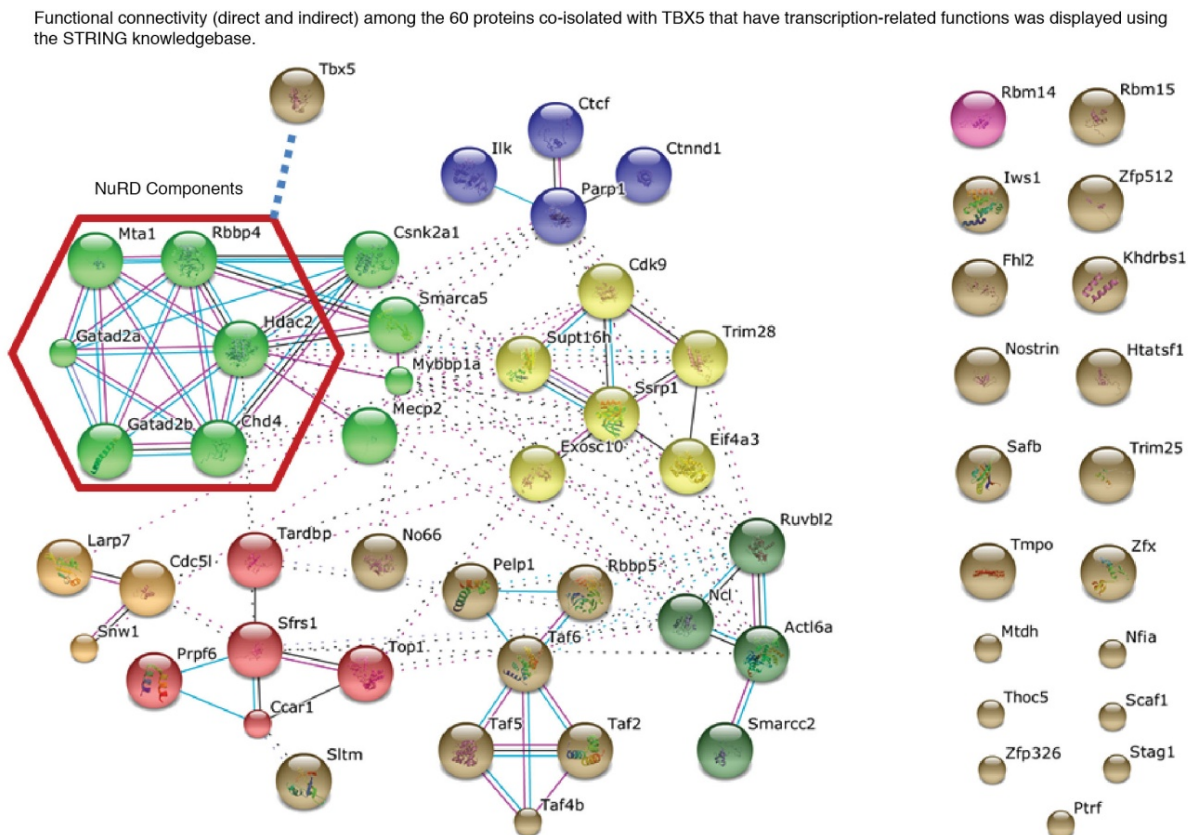 Functional connectivity (direct and indirect) among the 60 proteins co-isolated with TBX5 that have transcription-related functions was displayed using
the STRING knowledgebase.
Tbx5
Ctcf
Ilk
Ctnnd1
Parp1
NuRD Components
Mta1
Rbbp4
Csnk2a1
Gatad2a
Hdac2
Smarca5
Mybbp1a
Gatad2b
Chd4
Mecp2
Cdk9
Supt16h
Trim28
Ssrp1
Exosc10
Eif4a3
Larp7
Cdc5l
Snw1
Tardbp
No66
Sfrs1
Prpf6
Top1
Ccar1
Sltm
Pelp1
Rbbp5
Taf6
Taf5
Taf2
Taf4b
Ruvbl2
Ncl
Actl6a
Smarcc2
Rbm14
Rbm15
Iws1
Zfp512
Fhl2
Khdrbs1
Nostrin
Htatsf1
Safb
Trim25
Tmpo
Zfx
Mtdh
Nfia
Thoc5
Scaf1
Zfp326
Stag1
Ptrf